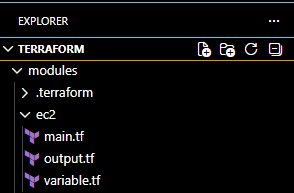 EXPLORER
TERRAFORM
modules
.terraform
ec2
main.tf
output.tf
variable.tf